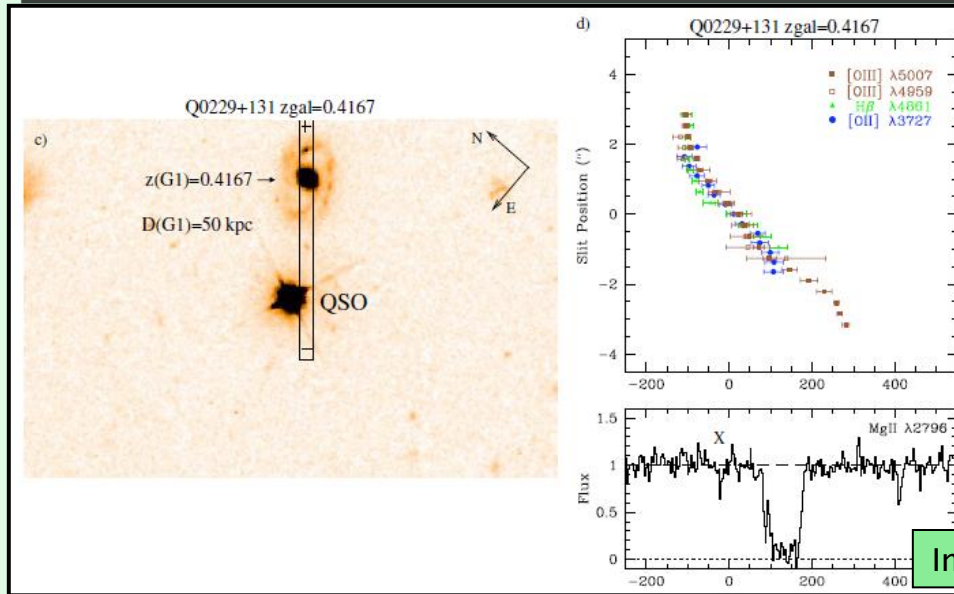 Q0229+131 zgal=0.4167
c)
N
E
z(G1)=0.4167 →
D(G1)=50 kpc
QSO
+
−
d)
Q0229+131 zgal=0.4167
[OIII] λ5007
[OIII] λ4959
Hβ λ4861
[OII] λ3727
Slit Position (")
4
2
0
−2
−4
−200 0 200 400
MgII λ2796
X
Flux
1.5
1
0.5
0
−200 0 200 400
In